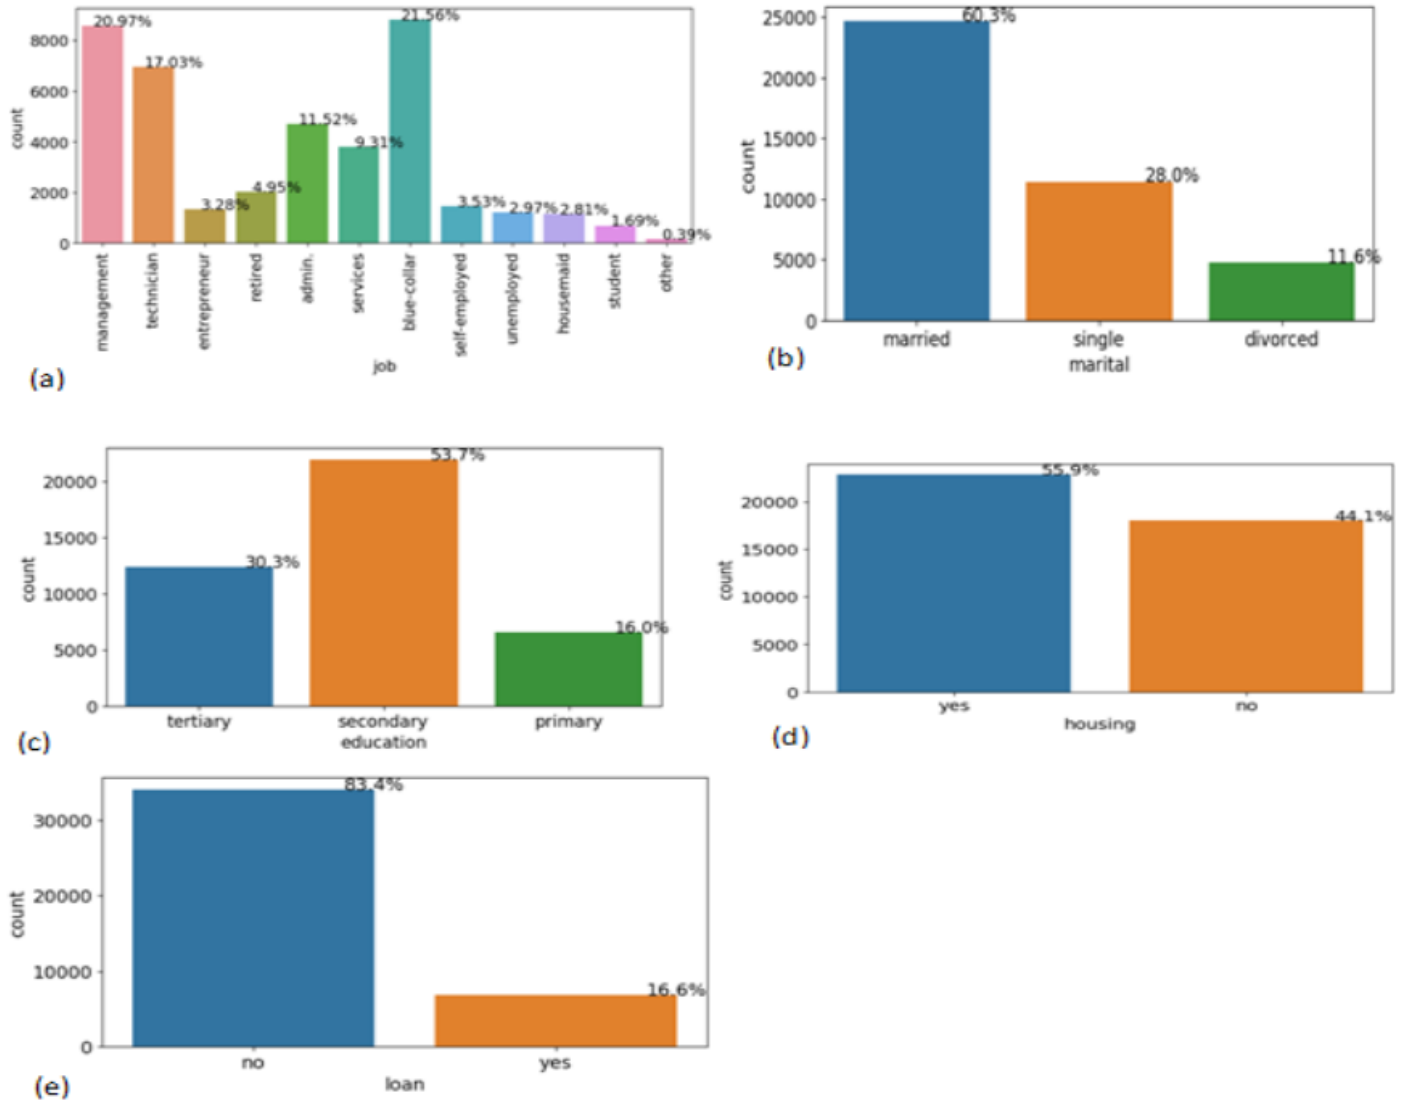 20.97%
17.03%
3.28%
4.95%
11.52%
9.31%
21.56%
3.53%
2.97%
2.81%
1.69%
0.39%
8000
6000
4000
2000
0
count
management
technician
entrepreneur
retired
admin.
services
blue-collar
self-employed
unemployed
housemaid
student
other
job
(a)
60.3%
28.0%
11.6%
25000
20000
15000
10000
5000
0
count
married single divorced
marital
(b)
53.7%
30.3%
16.0%
20000
15000
10000
5000
0
count
tertiary secondary primary
education
(c)
55.9%
44.1%
20000
15000
10000
5000
0
count
yes no
housing
(d)
83.4%
16.6%
30000
20000
10000
0
count
no yes
loan
(e)